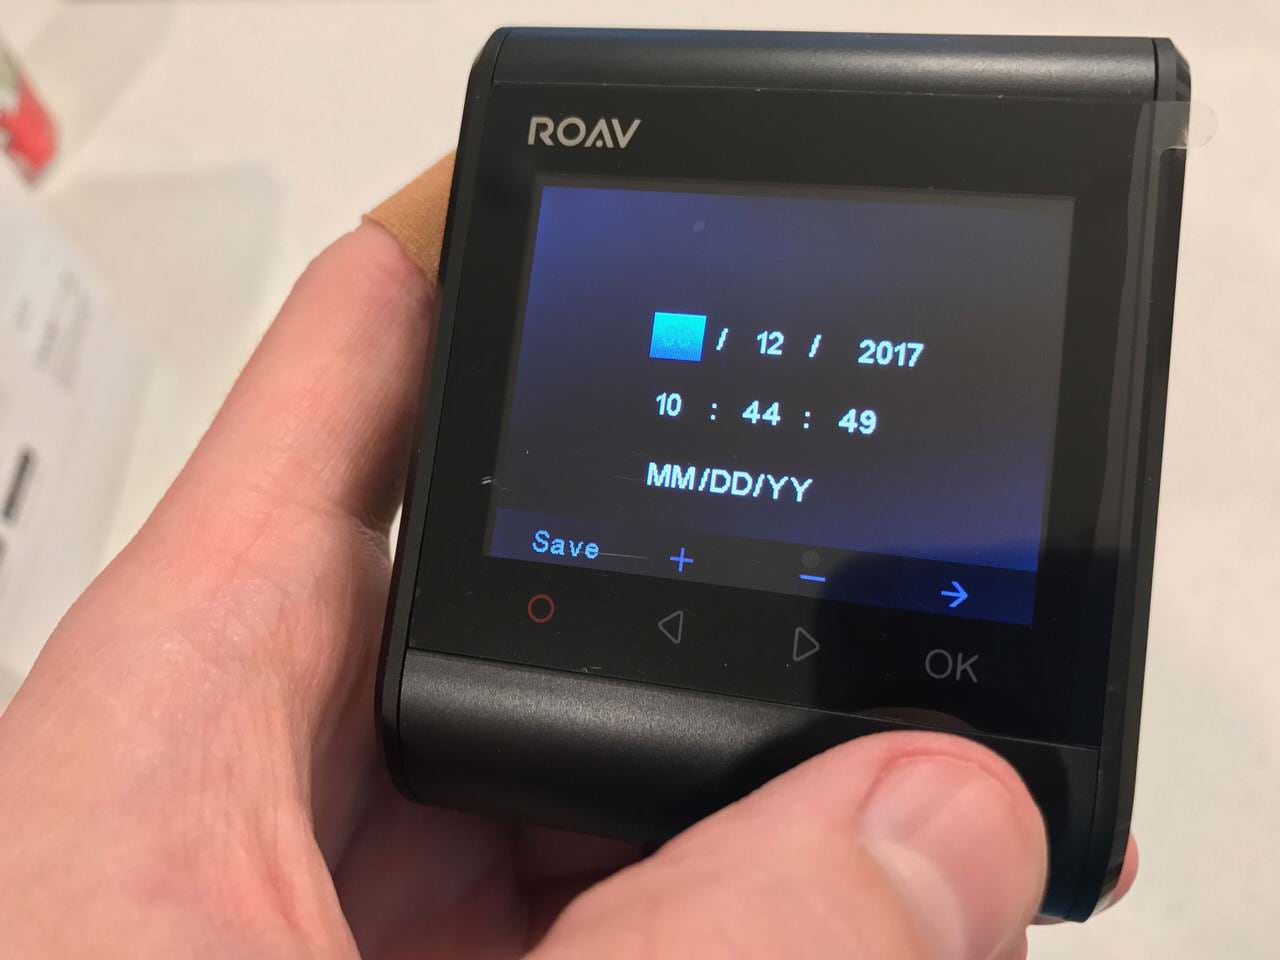 ROAV
/ 12 / 2017
10 : 44 : 49
MM/DD/YY
Save + − →
OK